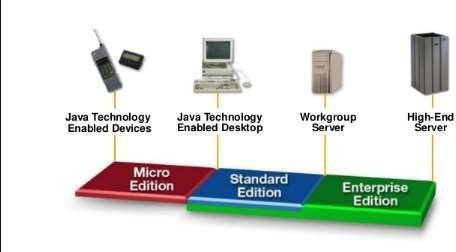 Java Technology
Enabled Devices
Java Technology
Enabled Desktop
Workgroup
Server
High-End
Server
Micro
Edition
Standard
Edition
Enterprise
Edition